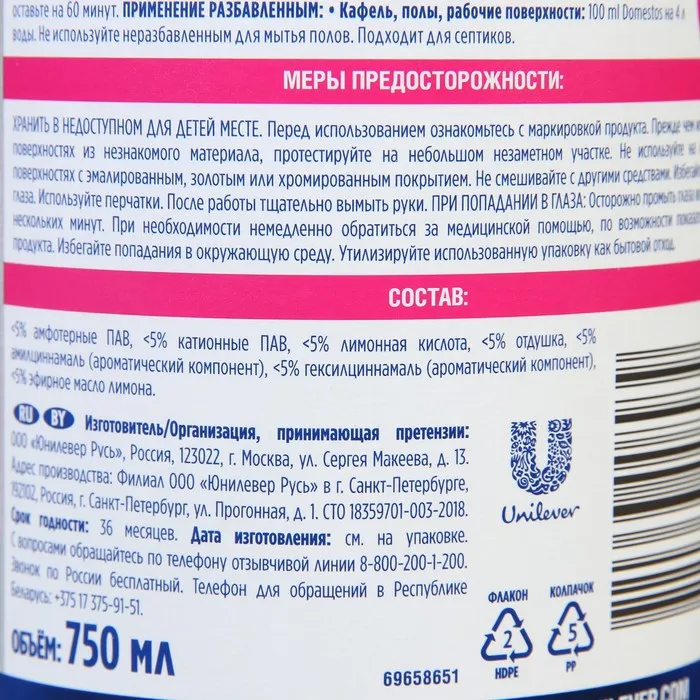 оставьте на 60 минут. ПРИМЕНЕНИЕ РАЗБАВЛЕННЫМ: • Кафель, полы, рабочие поверхности: 100 ml Domestos на 4 л
воды. Не используйте неразбавленным для мытья полов. Подходит для септиков.
МЕРЫ ПРЕДОСТОРОЖНОСТИ:
ХРАНИТЬ В НЕДОСТУПНОМ ДЛЯ ДЕТЕЙ МЕСТЕ. Перед использованием ознакомьтесь с маркировкой продукта. Прежде чем
поверхностях из незнакомого материала, протестируйте на небольшом незаметном участке. Не используйте на
поверхностях с эмалированным, золотым или хромированным покрытием. Не смешивайте с другими средствами.
глаза. Используйте перчатки. После работы тщательно вымыть руки. ПРИ ПОПАДАНИИ В ГЛАЗА: Осторожно промыть глаза
нескольких минут. При необходимости немедленно обратиться за медицинской помощью, по возможности
продукта. Избегайте попадания в окружающую среду. Утилизируйте использованную упаковку как бытовой отход.
СОСТАВ:
<5% амфотерные ПАВ, <5% катионные ПАВ, <5% лимонная кислота, <5% отдушка, <5%
амилциннамаль (ароматический компонент), <5% гексилциннамаль (ароматический компонент),
<5% эфирное масло лимона.
RU BY Изготовитель/Организация, принимающая претензии:
ООО «Юнилевер Русь», Россия, 123022, г. Москва, ул. Сергея Макеева, д. 13.
Адрес производства: Филиал ООО «Юнилевер Русь» в г. Санкт-Петербурге,
192102, Россия, г. Санкт-Петербург, ул. Прогонная, д. 1. СТО 18359701-003-2018.
Срок годности: 36 месяцев. Дата изготовления: см. на упаковке.
С вопросами обращайтесь по телефону отзывчивой линии 8-800-200-1-200.
Звонок по России бесплатный. Телефон для обращений в Республике
Беларусь: +375 17 375-91-51.
Unilever
ОБЪЁМ: 750 МЛ
ФЛАКОН
2
HDPE
КОЛПАЧОК
5
PP
69658651